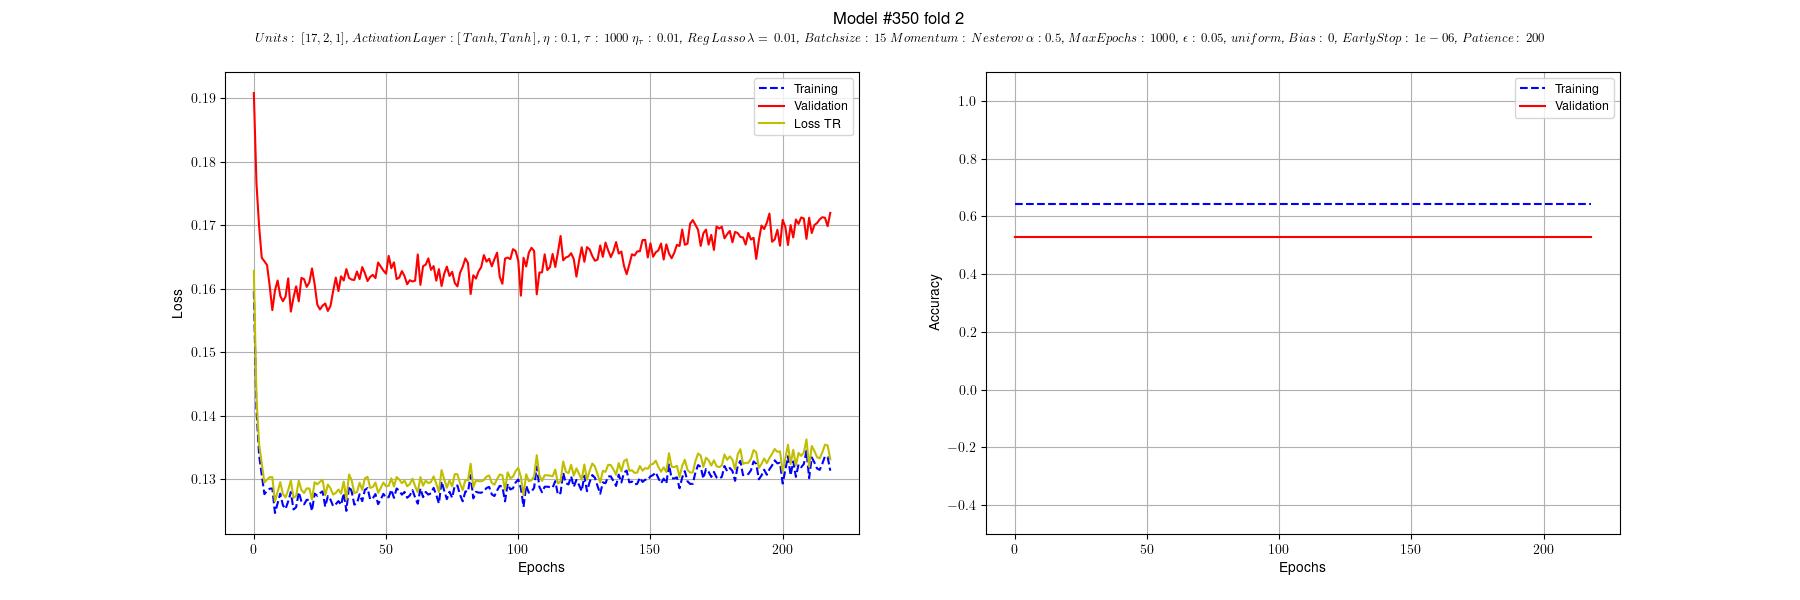 Model #350 fold 2
Units : [17, 2, 1], ActivationLayer : [Tanh, Tanh], η : 0.1, τ : 1000 ητ : 0.01, Reg Lasso λ = 0.01, Batchsize : 15 Momentum : Nesterov α : 0.5, MaxEpochs : 1000, ϵ : 0.05, uniform, Bias : 0, EarlyStop : 1e − 06, Patience : 200
0.19
0.18
0.17
0.16
0.15
0.14
0.13
Loss
0 50 100 150 200
Epochs
Training
Validation
Loss TR
1.0
0.8
0.6
0.4
0.2
0.0
−0.2
−0.4
Accuracy
0 50 100 150 200
Epochs
Training
Validation